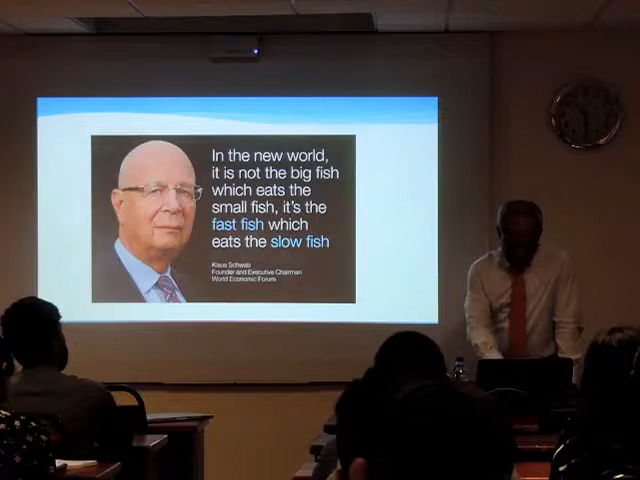 In the new world,
it is not the big fish
which eats the
small fish, it's the
fast fish which
eats the slow fish
Klaus Schwab
Founder and Executive Chairman
World Economic Forum